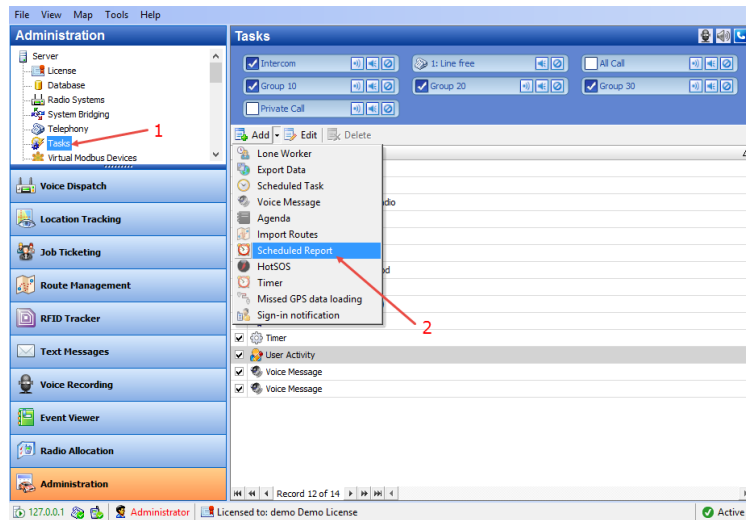 File View Map Tools Help
Administration
Server
License
Database
Radio Systems
System Bridging
Telephony
Tasks
Virtual Modbus Devices
1
Voice Dispatch
Location Tracking
Job Ticketing
Route Management
RFID Tracker
Text Messages
Voice Recording
Event Viewer
Radio Allocation
Administration
Tasks
Intercom
1: Line free
All Call
Group 10
Group 20
Group 30
Private Call
Add Edit Delete
Lone Worker
Export Data
Scheduled Task
Voice Message
Agenda
Import Routes
Scheduled Report
HotSOS
Timer
Missed GPS data loading
Sign-in notification
2
Timer
User Activity
Voice Message
Voice Message
Record 12 of 14
127.0.0.1 Administrator Licensed to: demo Demo License Active